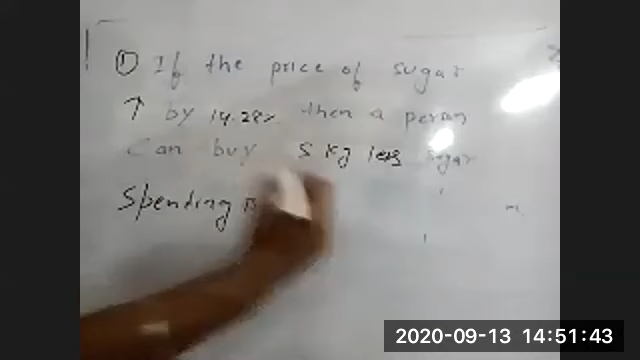 ① If the price of sugar
↑ by 14.28% then a person
Can buy 5 kg less sugar
Spending
2020-09-13 14:51:43